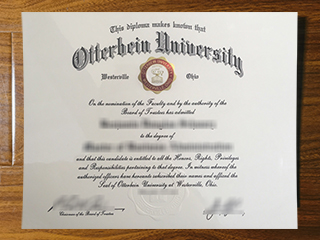 This diploma makes known that
Otterbein University
Westerville Ohio
On the nomination of the Faculty and by the authority of the
Board of Trustees has admitted
to the degree of
and that this candidate is entitled to all the Honors, Rights, Privileges
and Responsibilities pertaining to that degree. In witness whereof the
authorized officers have hereunto subscribed their names and affixed the
Seal of Otterbein University at Westerville, Ohio.
Chairman of the Board of Trustees